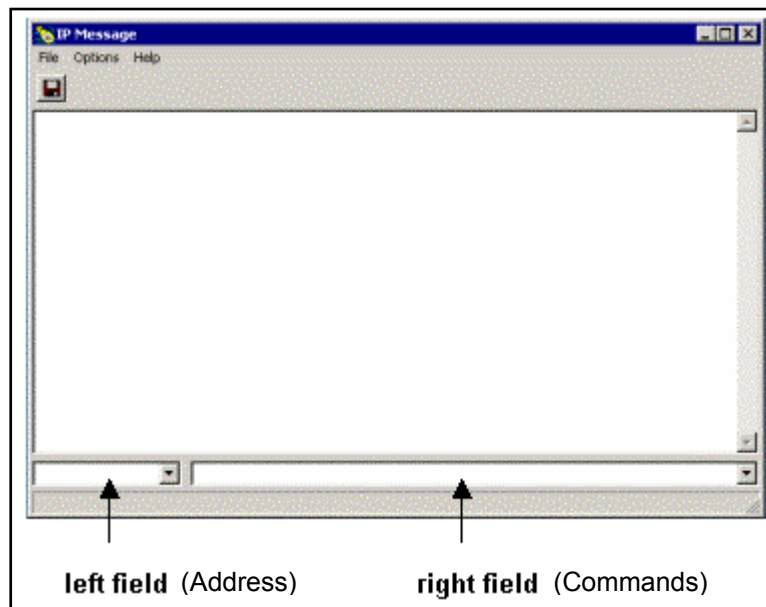 IP Message
File Options Help
left field (Address) right field (Commands)